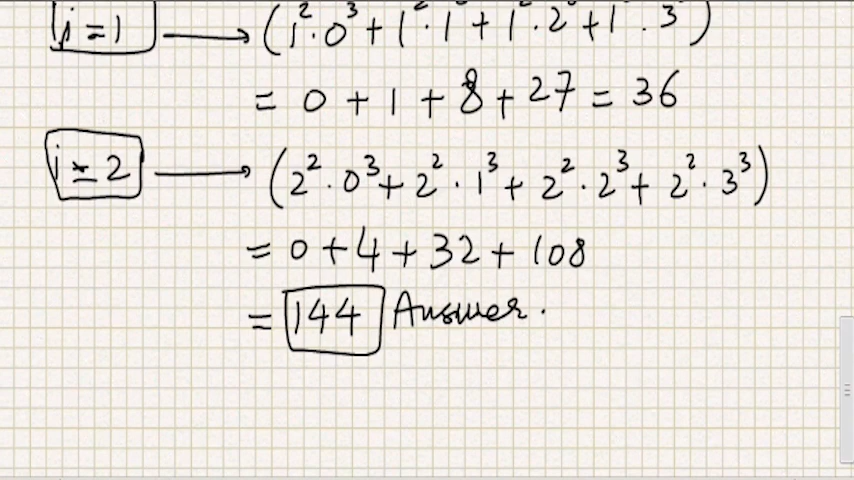 i = 1 → (1²·0³ + 1²·1³ + 1²·2³ + 1²·3³)
= 0 + 1 + 8 + 27 = 36
i = 2 → (2²·0³ + 2²·1³ + 2²·2³ + 2²·3³)
= 0 + 4 + 32 + 108
= 144 Answer.